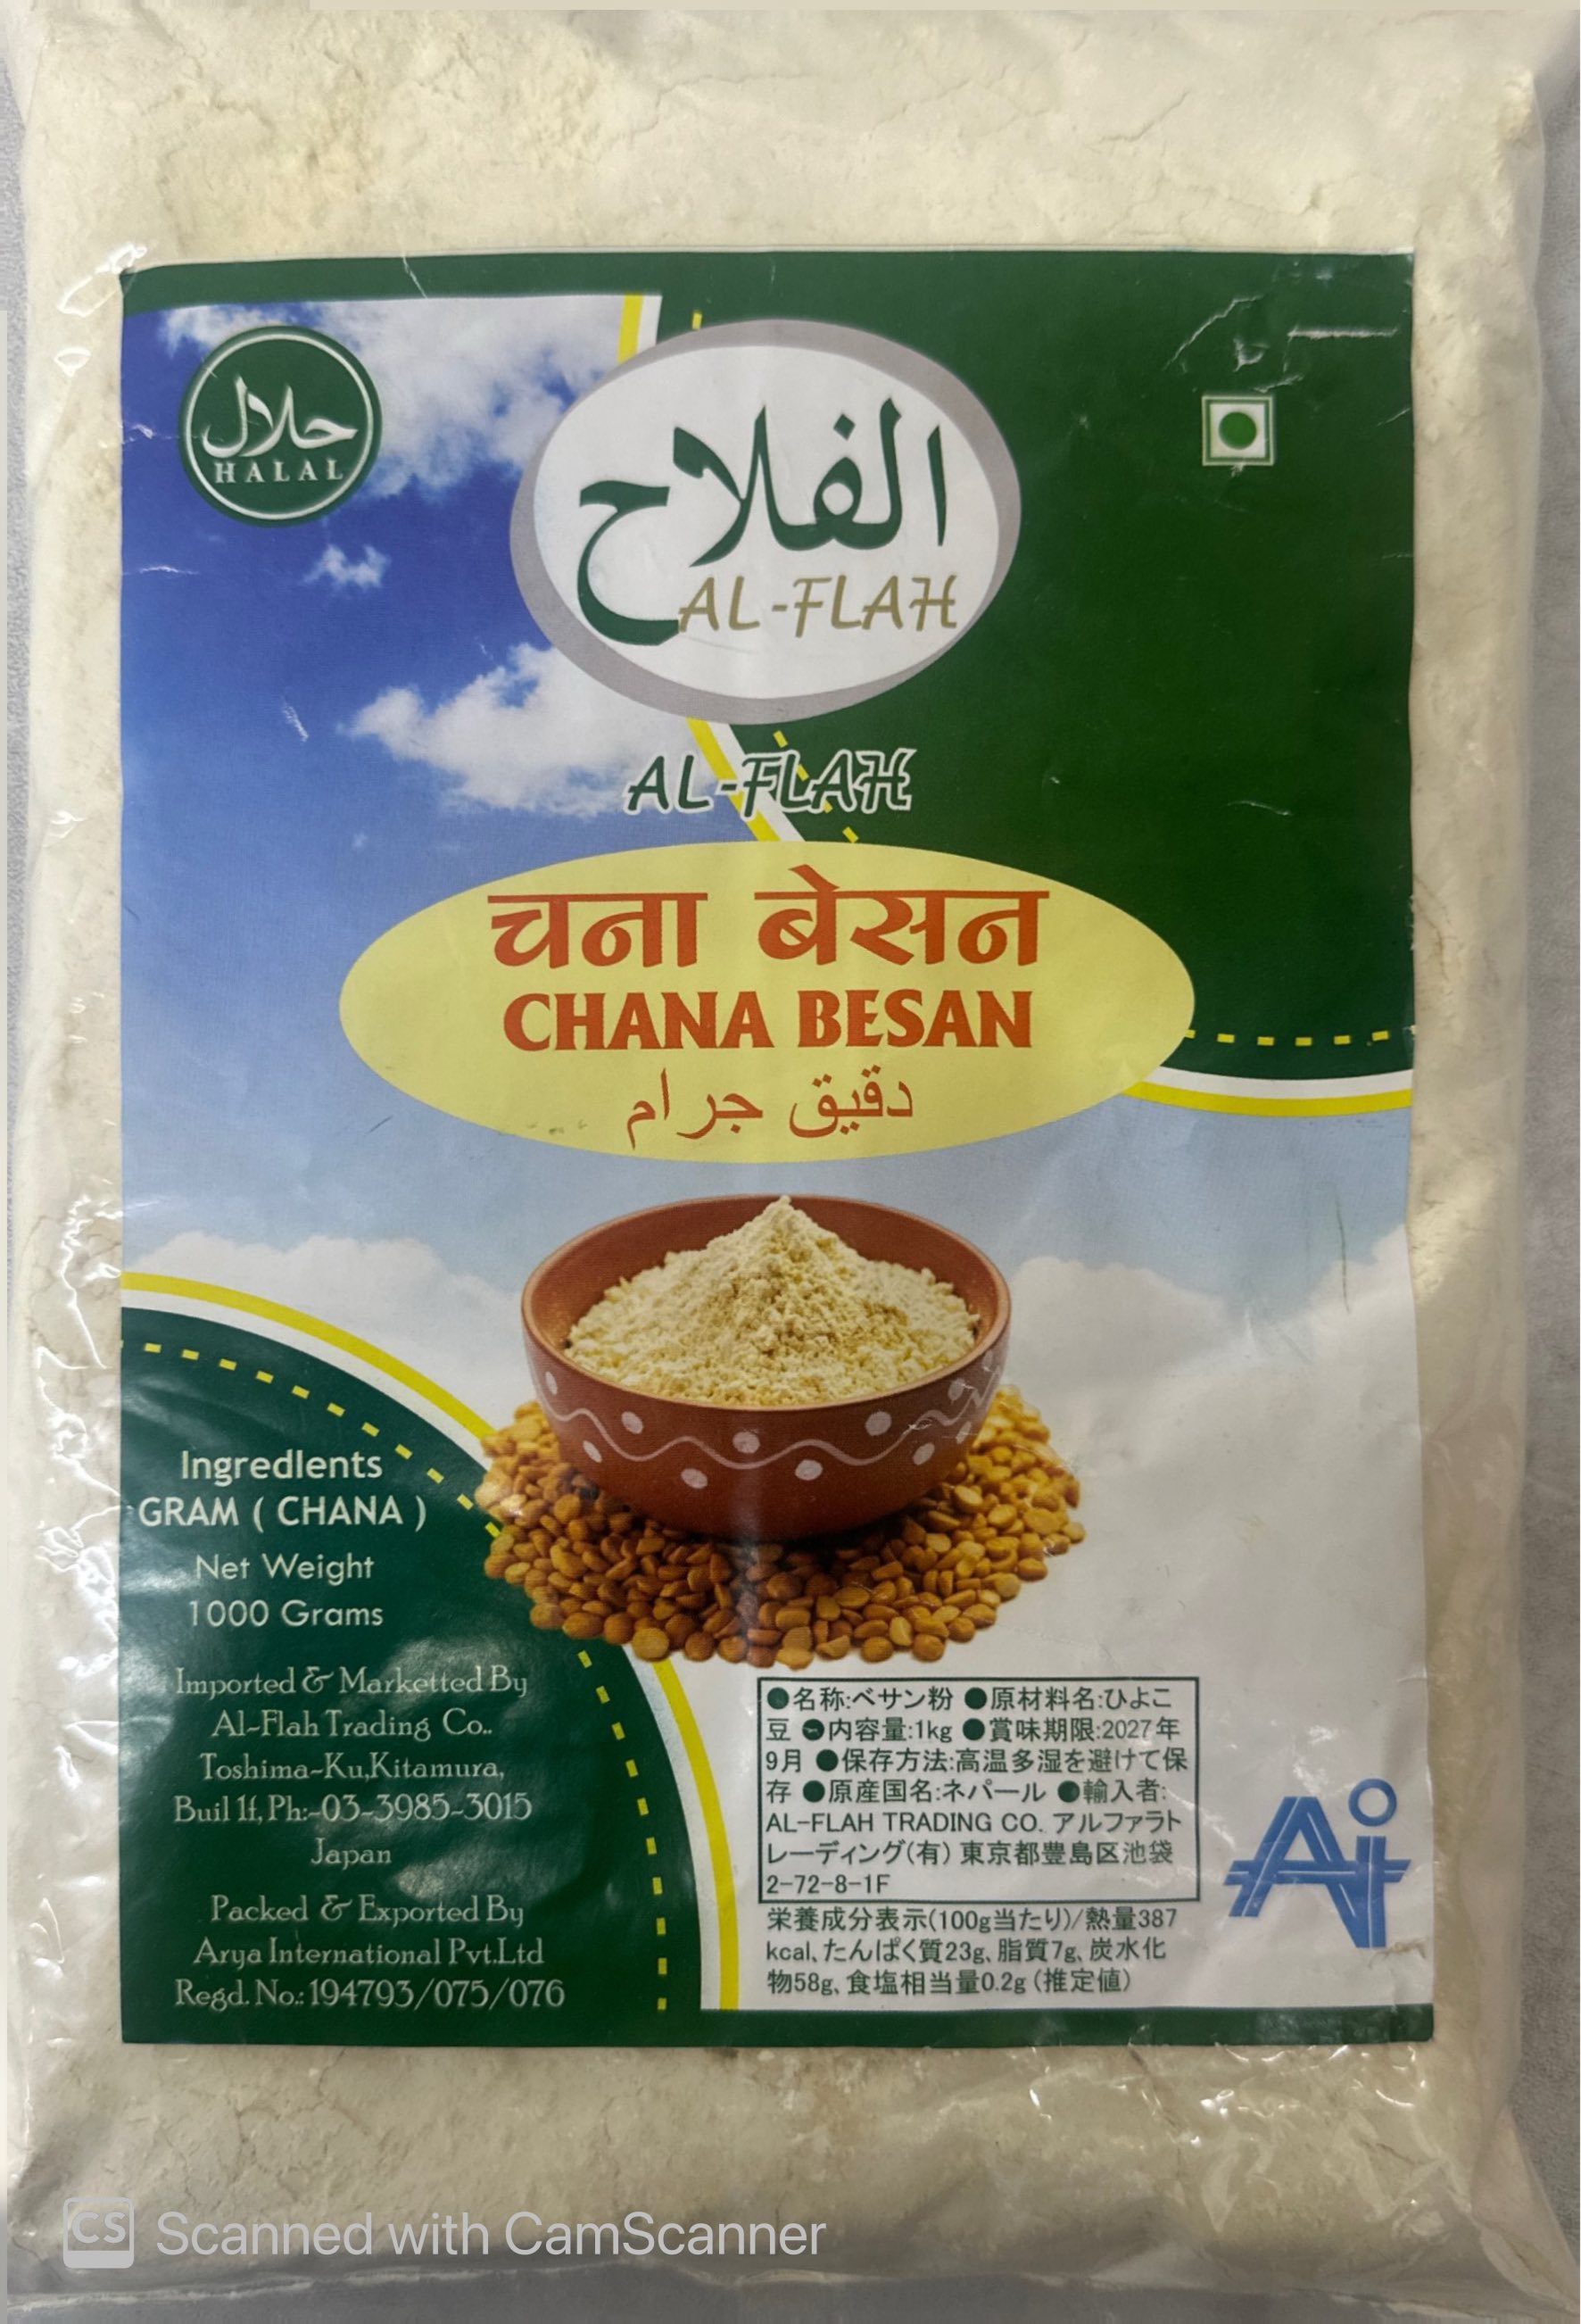 حلال
HALAL
الفلاح
AL-FLAH
AL-FLAH
चना बेसन
CHANA BESAN
دقيق جرام
Ingredlents
GRAM ( CHANA )
Net Weight
1000 Grams
Imported & Marketted By
Al-Flah Trading Co..
Toshima-Ku,Kitamura,
Buil 1f, Ph:-03-3985-3015
Japan
Packed & Exported By
Arya International Pvt.Ltd
Regd. No.: 194793/075/076
●名称:ベサン粉 ●原材料名:ひよこ
豆 ●内容量:1kg ●賞味期限:2027年
9月 ●保存方法:高温多湿を避けて保
存 ●原産国名:ネパール ●輸入者:
AL-FLAH TRADING CO. アルファラト
レーディング(有) 東京都豊島区池袋
2-72-8-1F
栄養成分表示(100g当たり)/熱量387
kcal、たんぱく質23g、脂質7g、炭水化
物58g、食塩相当量0.2g (推定値)
Ai
CS Scanned with CamScanner